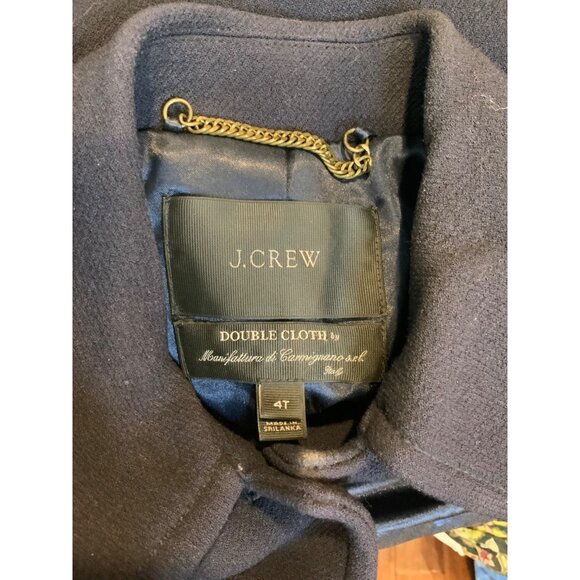 J.CREW
DOUBLE CLOTH by
Manifattura di Carmignano s.r.l.
Italy
4T
MADE IN
SRI LANKA